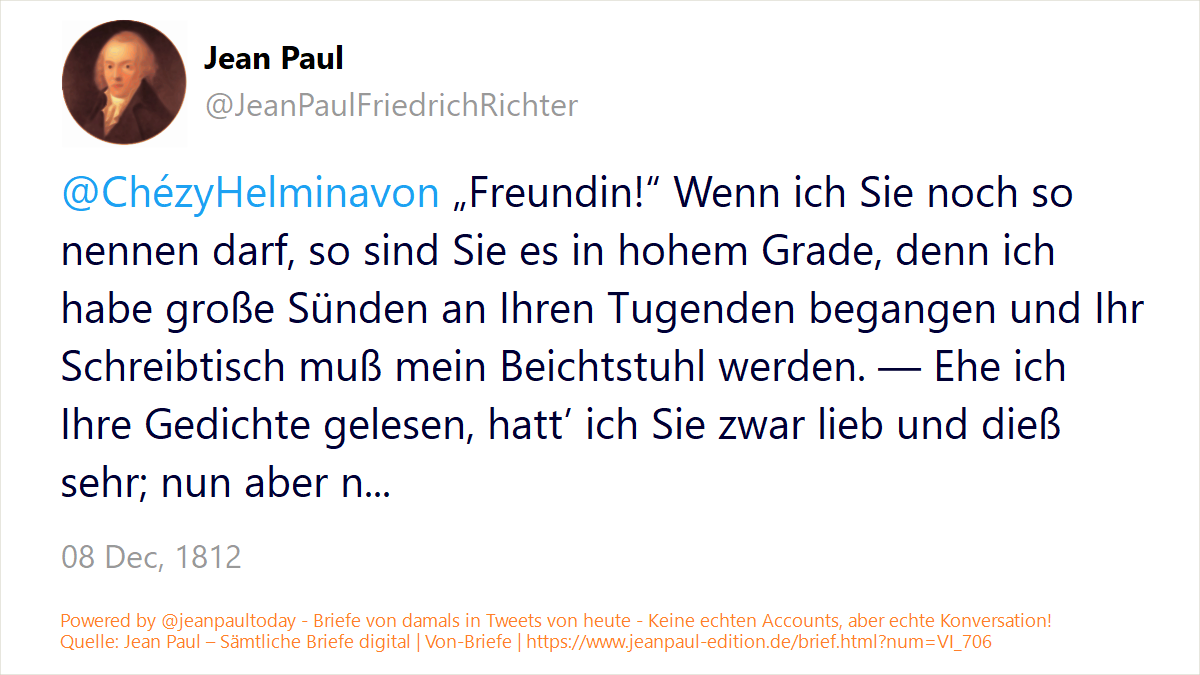 Jean Paul
@JeanPaulFriedrichRichter
@ChézyHelminavon „Freundin!“ Wenn ich Sie noch so
nennen darf, so sind Sie es in hohem Grade, denn ich
habe große Sünden an Ihren Tugenden begangen und Ihr
Schreibtisch muß mein Beichtstuhl werden. — Ehe ich
Ihre Gedichte gelesen, hatt’ ich Sie zwar lieb und dieß
sehr; nun aber n...
08 Dec, 1812
Powered by @jeanpaultoday - Briefe von damals in Tweets von heute - Keine echten Accounts, aber echte Konversation!
Quelle: Jean Paul – Sämtliche Briefe digital | Von-Briefe | https://www.jeanpaul-edition.de/brief.html?num=VI_706